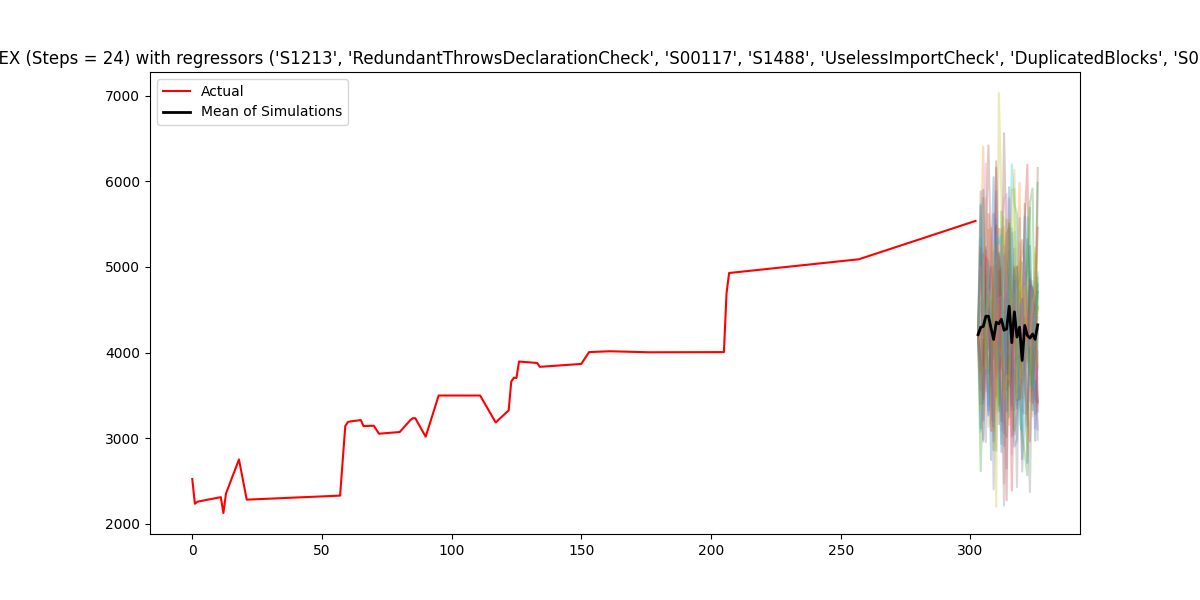 EX (Steps = 24) with regressors ('S1213', 'RedundantThrowsDeclarationCheck', 'S00117', 'S1488', 'UselessImportCheck', 'DuplicatedBlocks', 'S0
Actual
Mean of Simulations
7000
6000
5000
4000
3000
2000
0 50 100 150 200 250 300